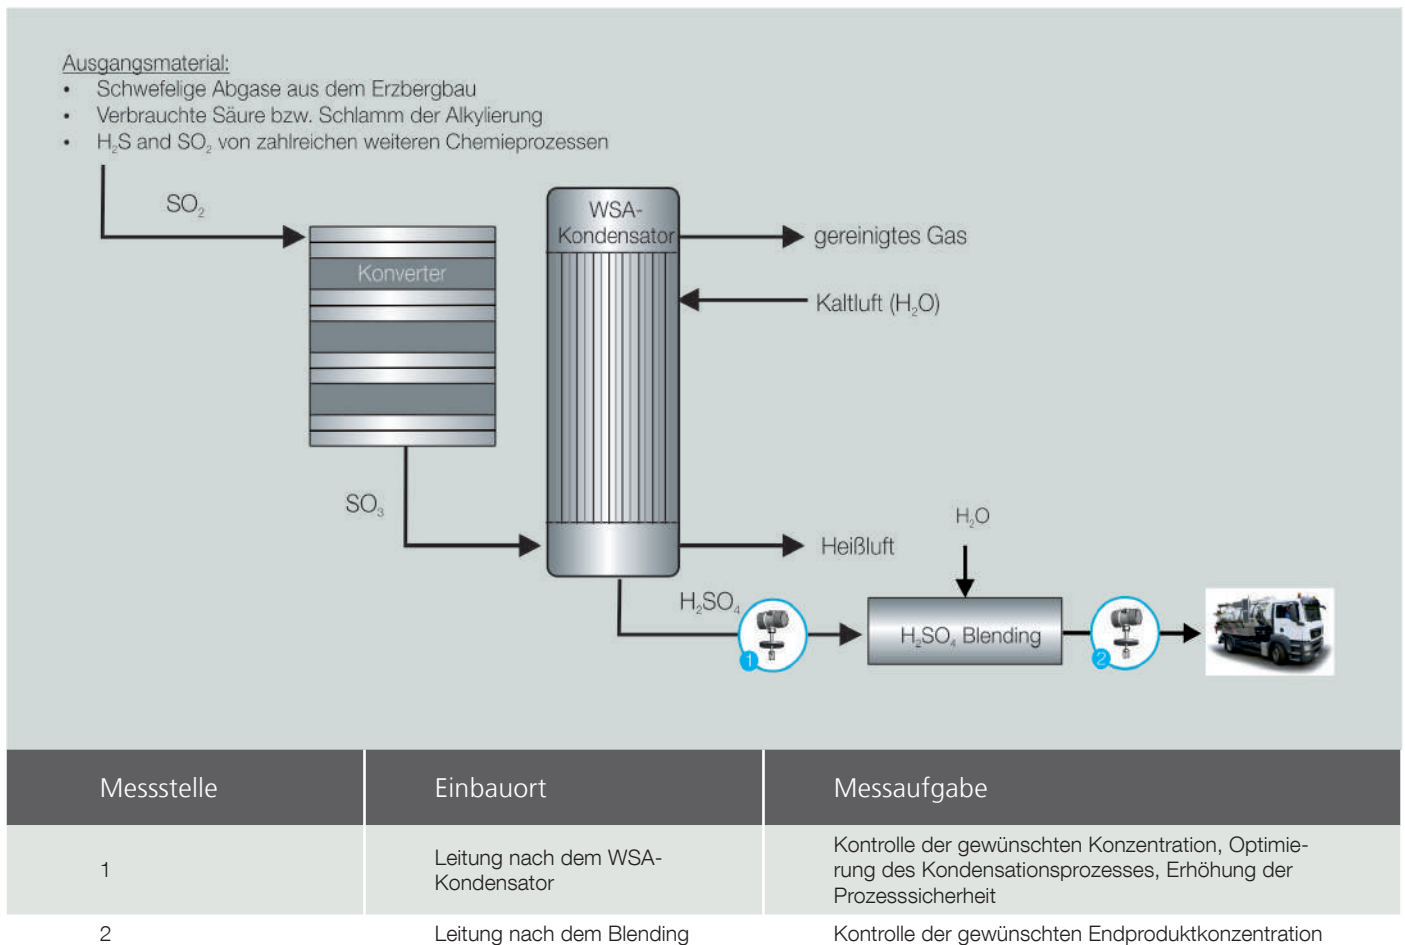 Ausgangsmaterial:
• Schwefelige Abgase aus dem Erzbergbau
• Verbrauchte Säure bzw. Schlamm der Alkylierung
• H₂S and SO₂ von zahlreichen weiteren Chemieprozessen
SO₂
WSA-
Kondensator
gereinigtes Gas
Konverter
Kaltluft (H₂O)
SO₃
H₂O
Heißluft
H₂SO₄
H₂SO₄ Blending
1
2
Messstelle Einbauort Messaufgabe
1
Leitung nach dem WSA-
Kondensator
Kontrolle der gewünschten Konzentration, Optimie-
rung des Kondensationsprozesses, Erhöhung der
Prozesssicherheit
2 Leitung nach dem Blending Kontrolle der gewünschten Endproduktkonzentration